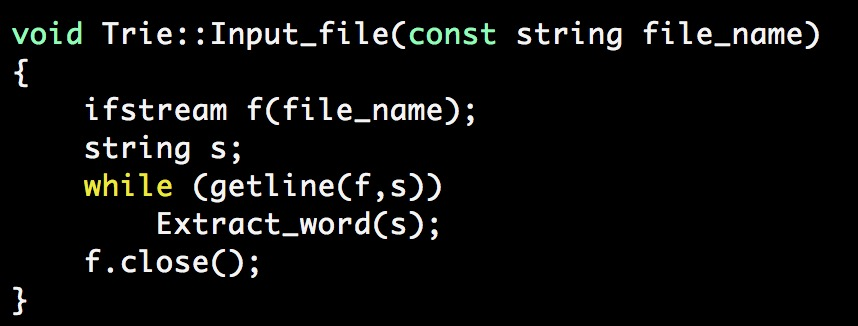 void Trie::Input_file(const string file_name)
{
    ifstream f(file_name);
    string s;
    while (getline(f,s))
        Extract_word(s);
    f.close();
}